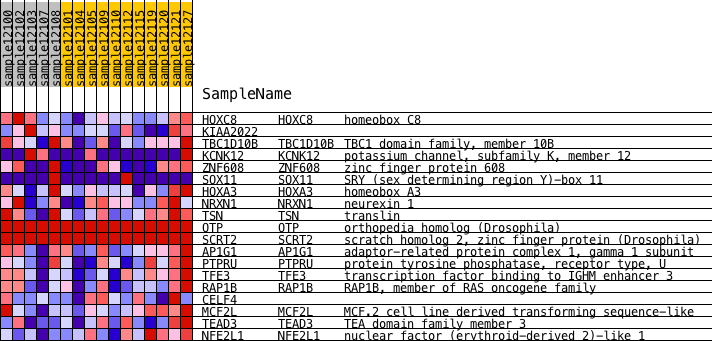 sample12100 sample12102 sample12103 sample12107 sample12108 sample12101 sample12104 sample12105 sample12109 sample12110 sample12112 sample12115 sample12119 sample12120 sample12121 sample12127
SampleName
HOXC8 HOXC8 homeobox C8
KIAA2022
TBC1D10B TBC1D10B TBC1 domain family, member 10B
KCNK12 KCNK12 potassium channel, subfamily K, member 12
ZNF608 ZNF608 zinc finger protein 608
SOX11 SOX11 SRY (sex determining region Y)-box 11
HOXA3 HOXA3 homeobox A3
NRXN1 NRXN1 neurexin 1
TSN TSN translin
OTP OTP orthopedia homolog (Drosophila)
SCRT2 SCRT2 scratch homolog 2, zinc finger protein (Drosophila)
AP1G1 AP1G1 adaptor-related protein complex 1, gamma 1 subunit
PTPRU PTPRU protein tyrosine phosphatase, receptor type, U
TFE3 TFE3 transcription factor binding to IGHM enhancer 3
RAP1B RAP1B RAP1B, member of RAS oncogene family
CELF4
MCF2L MCF2L MCF.2 cell line derived transforming sequence-like
TEAD3 TEAD3 TEA domain family member 3
NFE2L1 NFE2L1 nuclear factor (erythroid-derived 2)-like 1